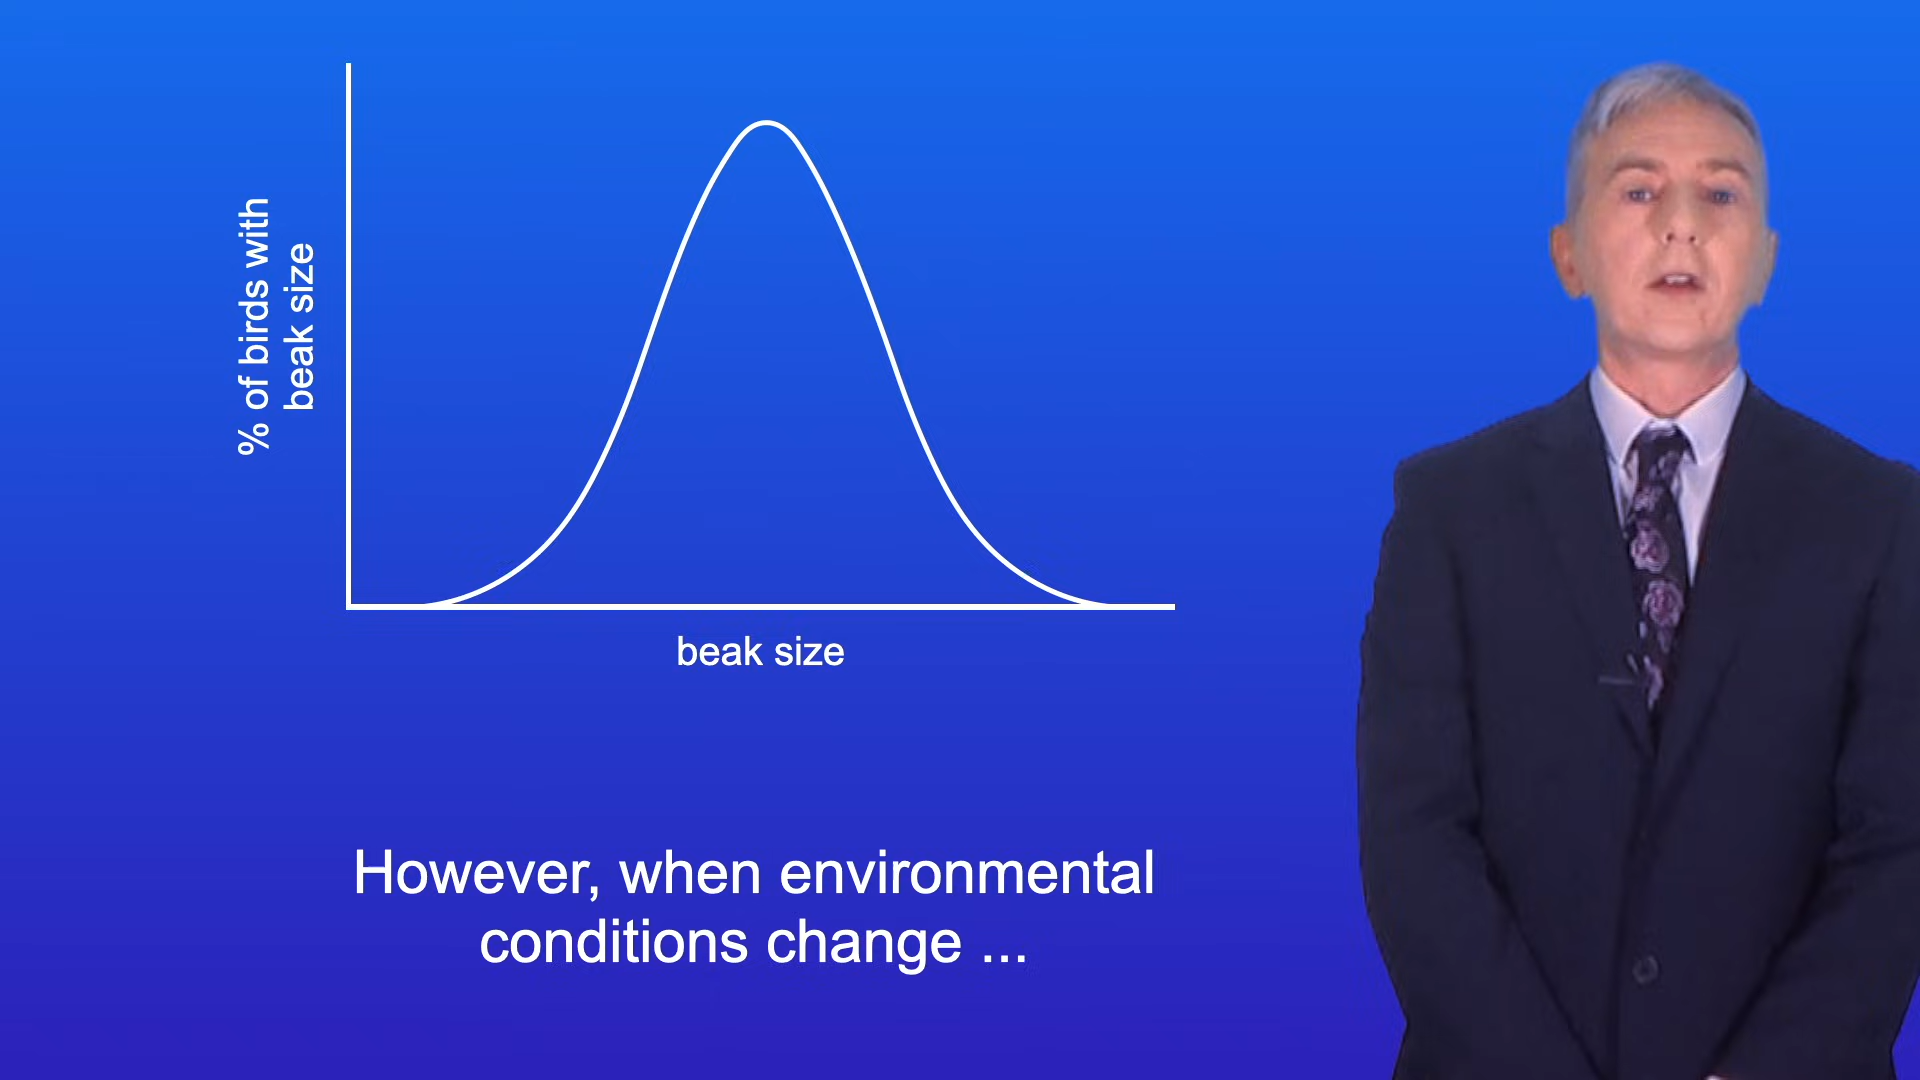 % of birds with
beak size
beak size
However, when environmental
conditions change ...